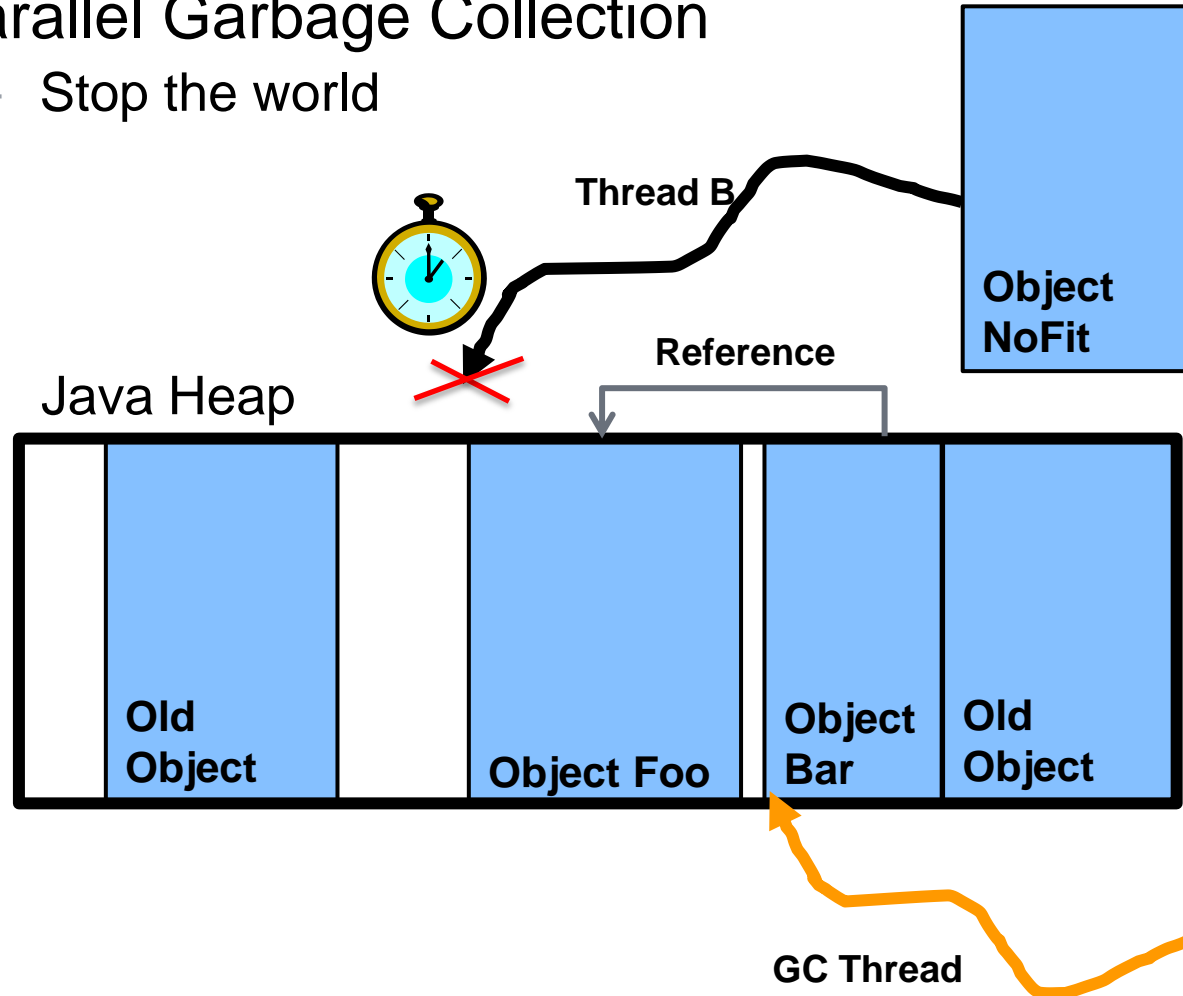 arallel Garbage Collection
Stop the world
Thread B
Object
NoFit
Reference
Java Heap
Old
Object
Object Foo
Object
Bar
Old
Object
GC Thread